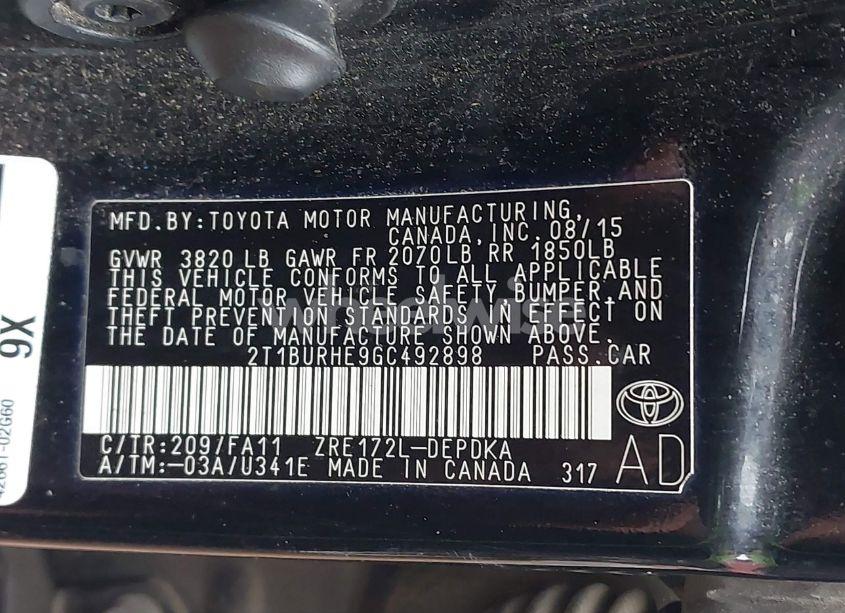 MFD.BY:TOYOTA MOTOR MANUFACTURING,
CANADA, INC. 08/15
GVWR 3820 LB GAWR FR 2070LB RR 1850LB
THIS VEHICLE CONFORMS TO ALL APPLICABLE
FEDERAL MOTOR VEHICLE SAFETY, BUMPER, AND
THEFT PREVENTION STANDARDS IN EFFECT ON
THE DATE OF MANUFACTURE SHOWN ABOVE.
2T1BURHE9GC492898 PASS.CAR
C/TR:209/FA11 ZRE172L-DEPDKA
A/TM:-03A/U341E MADE IN CANADA 317
AD
9X